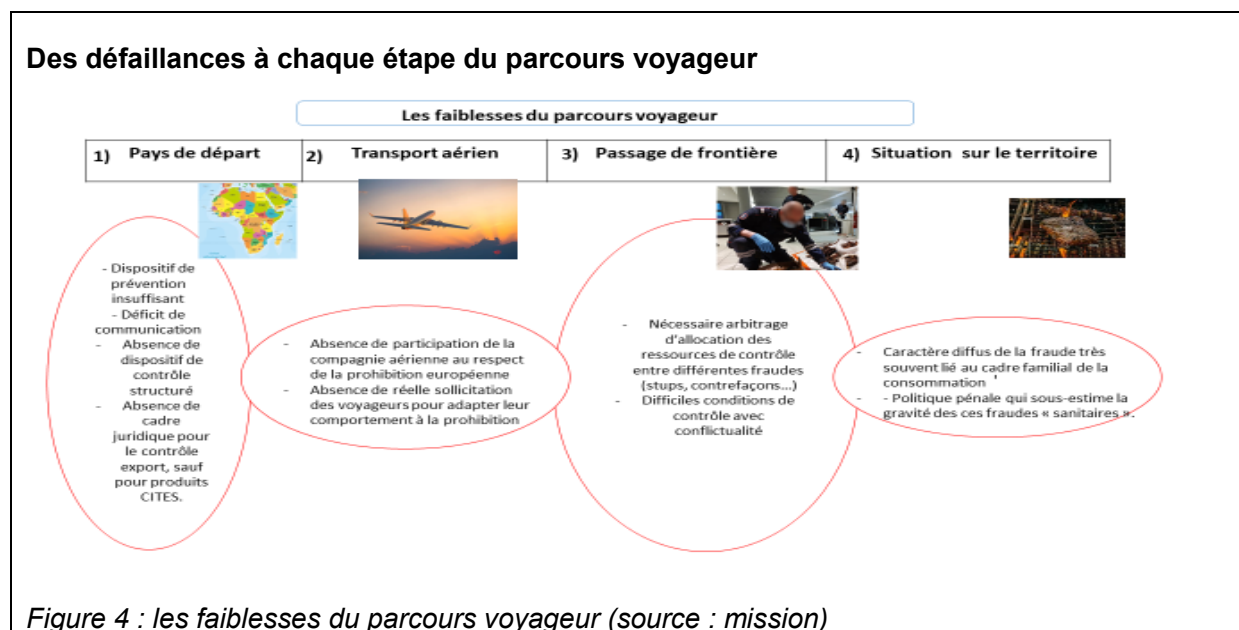 Des défaillances à chaque étape du parcours voyageur
Les faiblesses du parcours voyageur
1) Pays de départ
2) Transport aérien
3) Passage de frontière
4) Situation sur le territoire
- Dispositif de
prévention
insuffisant
- Déficit de
communication
- Absence de
dispositif de
contrôle
structuré
- Absence de
cadre
juridique pour
le contrôle
export, sauf
pour produits
CITES.
- Absence de participation de la
compagnie aérienne au respect
de la prohibition européenne
- Absence de réelle sollicitation
des voyageurs pour adapter leur
comportement à la prohibition
- Nécessaire arbitrage
d'allocation des
ressources de contrôle
entre différentes fraudes
(stups, contrefaçons...)
- Difficiles conditions de
contrôle avec
conflictualité
- Caractère diffus de la fraude très
souvent lié au cadre familial de la
consommation '
- - Politique pénale qui sous-estime la
gravité des ces fraudes « sanitaires ».
Figure 4 : les faiblesses du parcours voyageur (source : mission)